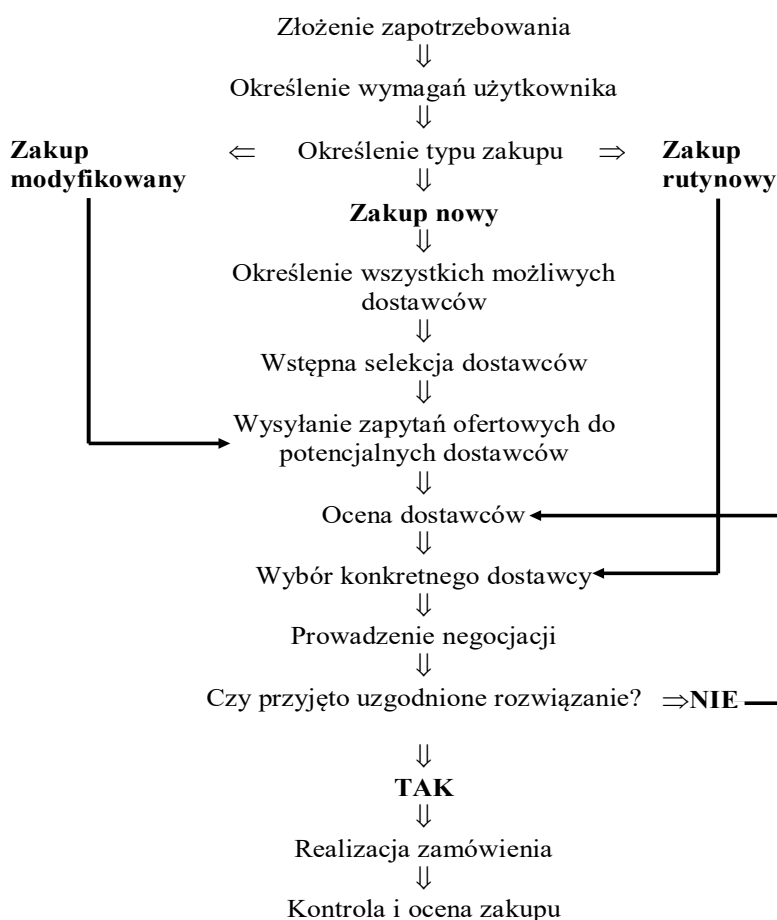 Złożenie zapotrzebowania
⇓
Określenie wymagań użytkownika
⇓
Zakup modyfikowany ⇐ Określenie typu zakupu ⇒ Zakup rutynowy
⇓
Zakup nowy
⇓
Określenie wszystkich możliwych
dostawców
⇓
Wstępna selekcja dostawców
⇓
Wysyłanie zapytań ofertowych do
potencjalnych dostawców
⇓
Ocena dostawców
⇓
Wybór konkretnego dostawcy
⇓
Prowadzenie negocjacji
⇓
Czy przyjęto uzgodnione rozwiązanie? ⇒NIE
⇓
TAK
⇓
Realizacja zamówienia
⇓
Kontrola i ocena zakupu